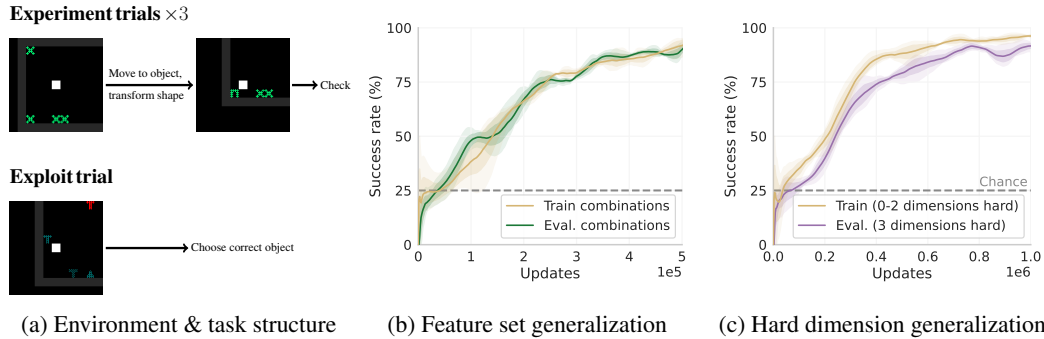 Experiment trials ×3
Move to object,
transform shape
Check
Exploit trial
Choose correct object
(a) Environment & task structure
100
75
50
25
0
Success rate (%)
Train combinations
Eval. combinations
0 1 2 3 4 5
Updates
1e5
(b) Feature set generalization
100
75
50
25
0
Success rate (%)
Chance
Train (0-2 dimensions hard)
Eval. (3 dimensions hard)
0.0 0.2 0.4 0.6 0.8 1.0
Updates
1e6
(c) Hard dimension generalization